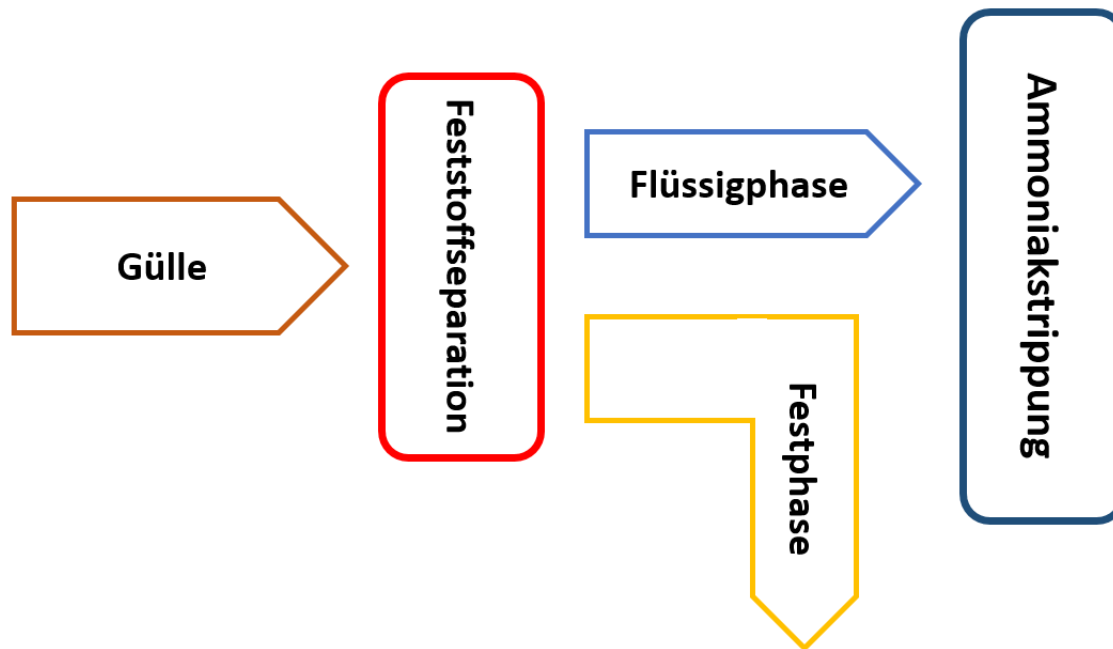 Gülle
Feststoffseparation
Flüssigphase
Festphase
Ammoniakstrippung